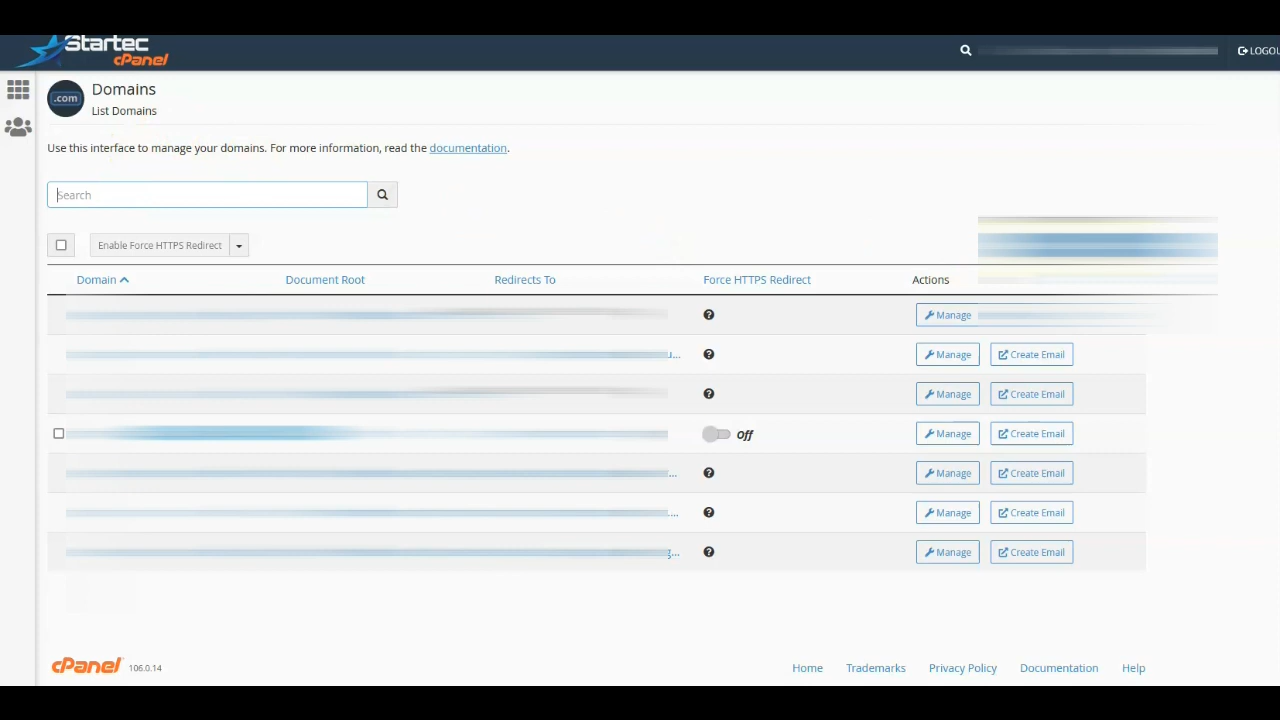 Startec
cPanel
LOGOU
.com
Domains
List Domains
Use this interface to manage your domains. For more information, read the documentation.
Search
Enable Force HTTPS Redirect
Domain Document Root Redirects To Force HTTPS Redirect Actions
Manage
Manage Create Email
Manage Create Email
Off Manage Create Email
Manage Create Email
Manage Create Email
Manage Create Email
cPanel 106.0.14
Home Trademarks Privacy Policy Documentation Help